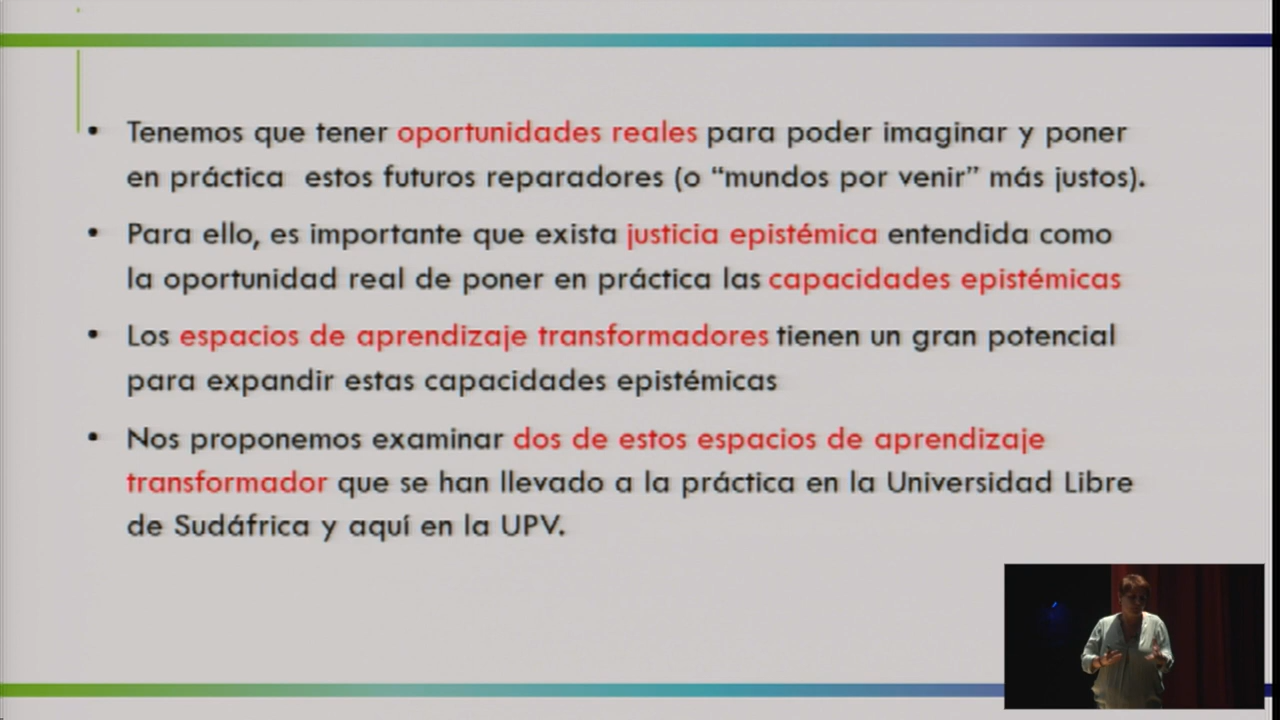 • Tenemos que tener oportunidades reales para poder imaginar y poner
en práctica  estos futuros reparadores (o “mundos por venir” más justos).
• Para ello, es importante que exista justicia epistémica entendida como
la oportunidad real de poner en práctica las capacidades epistémicas
• Los espacios de aprendizaje transformadores tienen un gran potencial
para expandir estas capacidades epistémicas
• Nos proponemos examinar dos de estos espacios de aprendizaje
transformador que se han llevado a la práctica en la Universidad Libre
de Sudáfrica y aquí en la UPV.